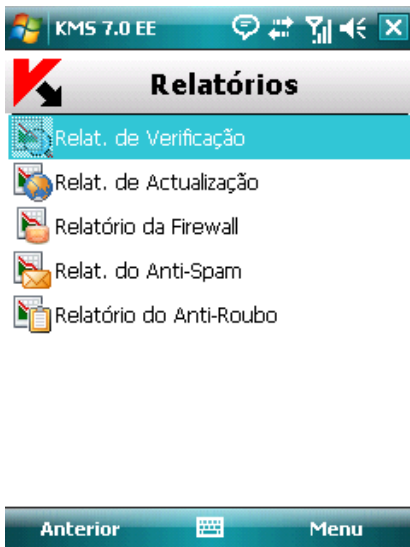 KMS 7.0 EE
Relatórios
Relat. de Verificação
Relat. de Actualização
Relatório da Firewall
Relat. do Anti-Spam
Relatório do Anti-Roubo
Anterior Menu